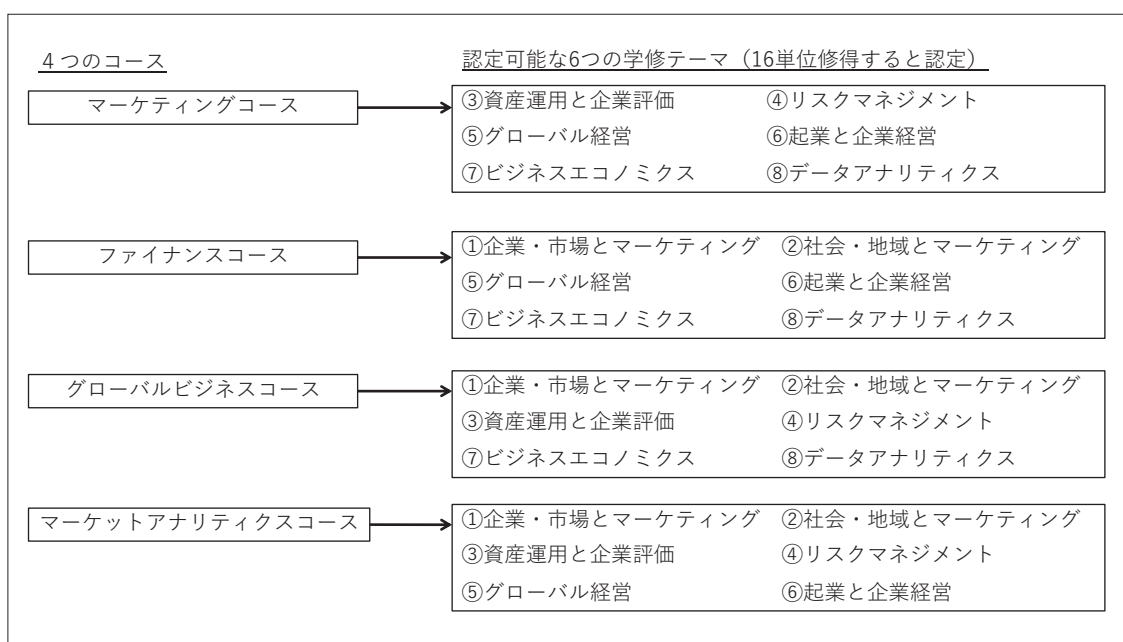 ４つのコース　認定可能な6つの学修テーマ（16単位修得すると認定）
マーケティングコース
③資産運用と企業評価　④リスクマネジメント
⑤グローバル経営　⑥起業と企業経営
⑦ビジネスエコノミクス　⑧データアナリティクス
ファイナンスコース
①企業・市場とマーケティング　②社会・地域とマーケティング
⑤グローバル経営　⑥起業と企業経営
⑦ビジネスエコノミクス　⑧データアナリティクス
グローバルビジネスコース
①企業・市場とマーケティング　②社会・地域とマーケティング
③資産運用と企業評価　④リスクマネジメント
⑦ビジネスエコノミクス　⑧データアナリティクス
マーケットアナリティクスコース
①企業・市場とマーケティング　②社会・地域とマーケティング
③資産運用と企業評価　④リスクマネジメント
⑤グローバル経営　⑥起業と企業経営